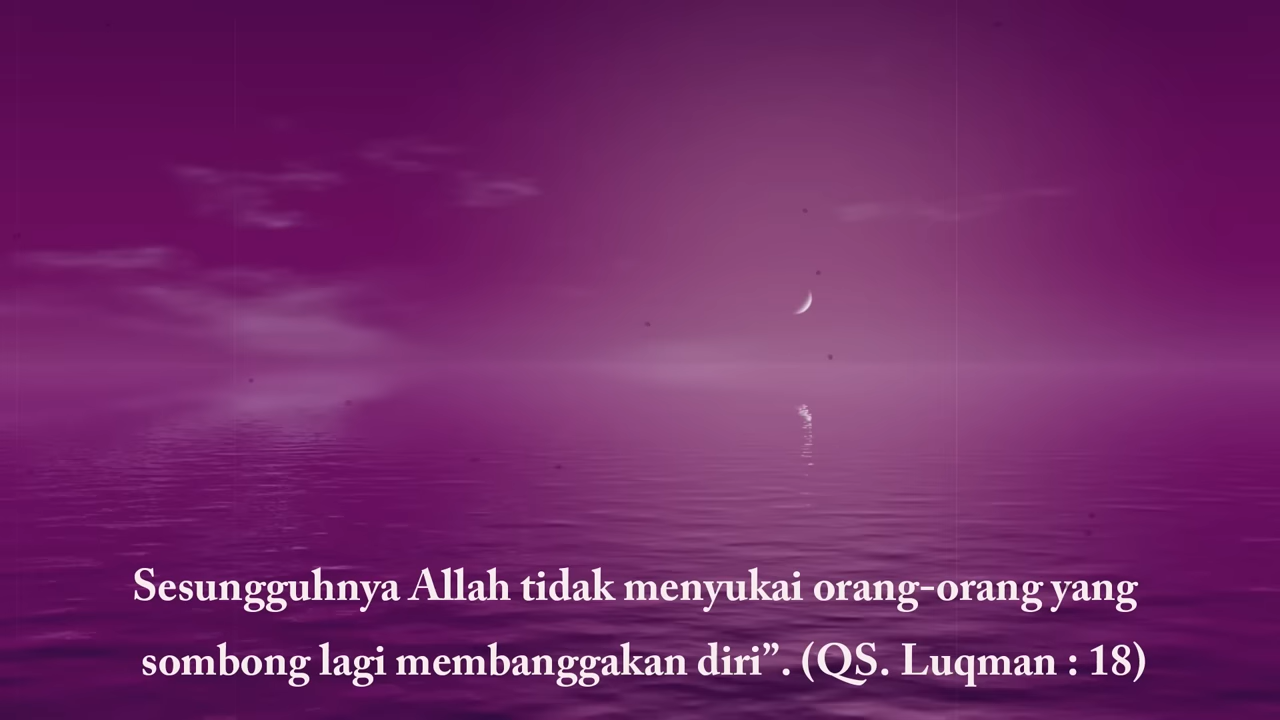 Sesungguhnya Allah tidak menyukai orang-orang yang
sombong lagi membanggakan diri”. (QS. Luqman : 18)